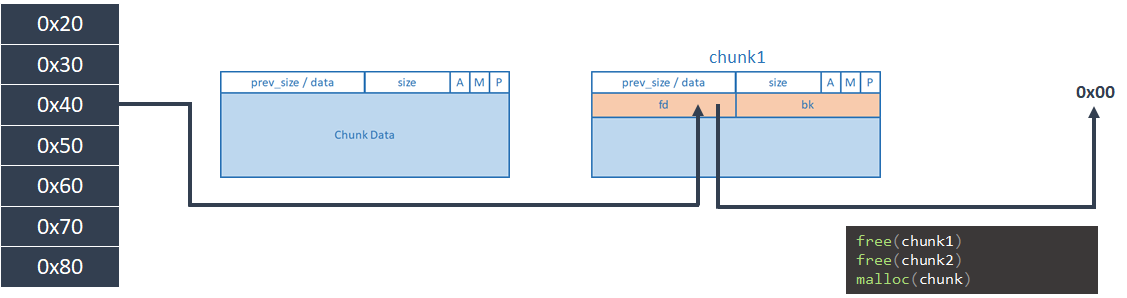 0x20
0x30
0x40
0x50
0x60
0x70
0x80
prev_size / data size A M P
Chunk Data
chunk1
prev_size / data size A M P
fd bk
0x00
free(chunk1)
free(chunk2)
malloc(chunk)